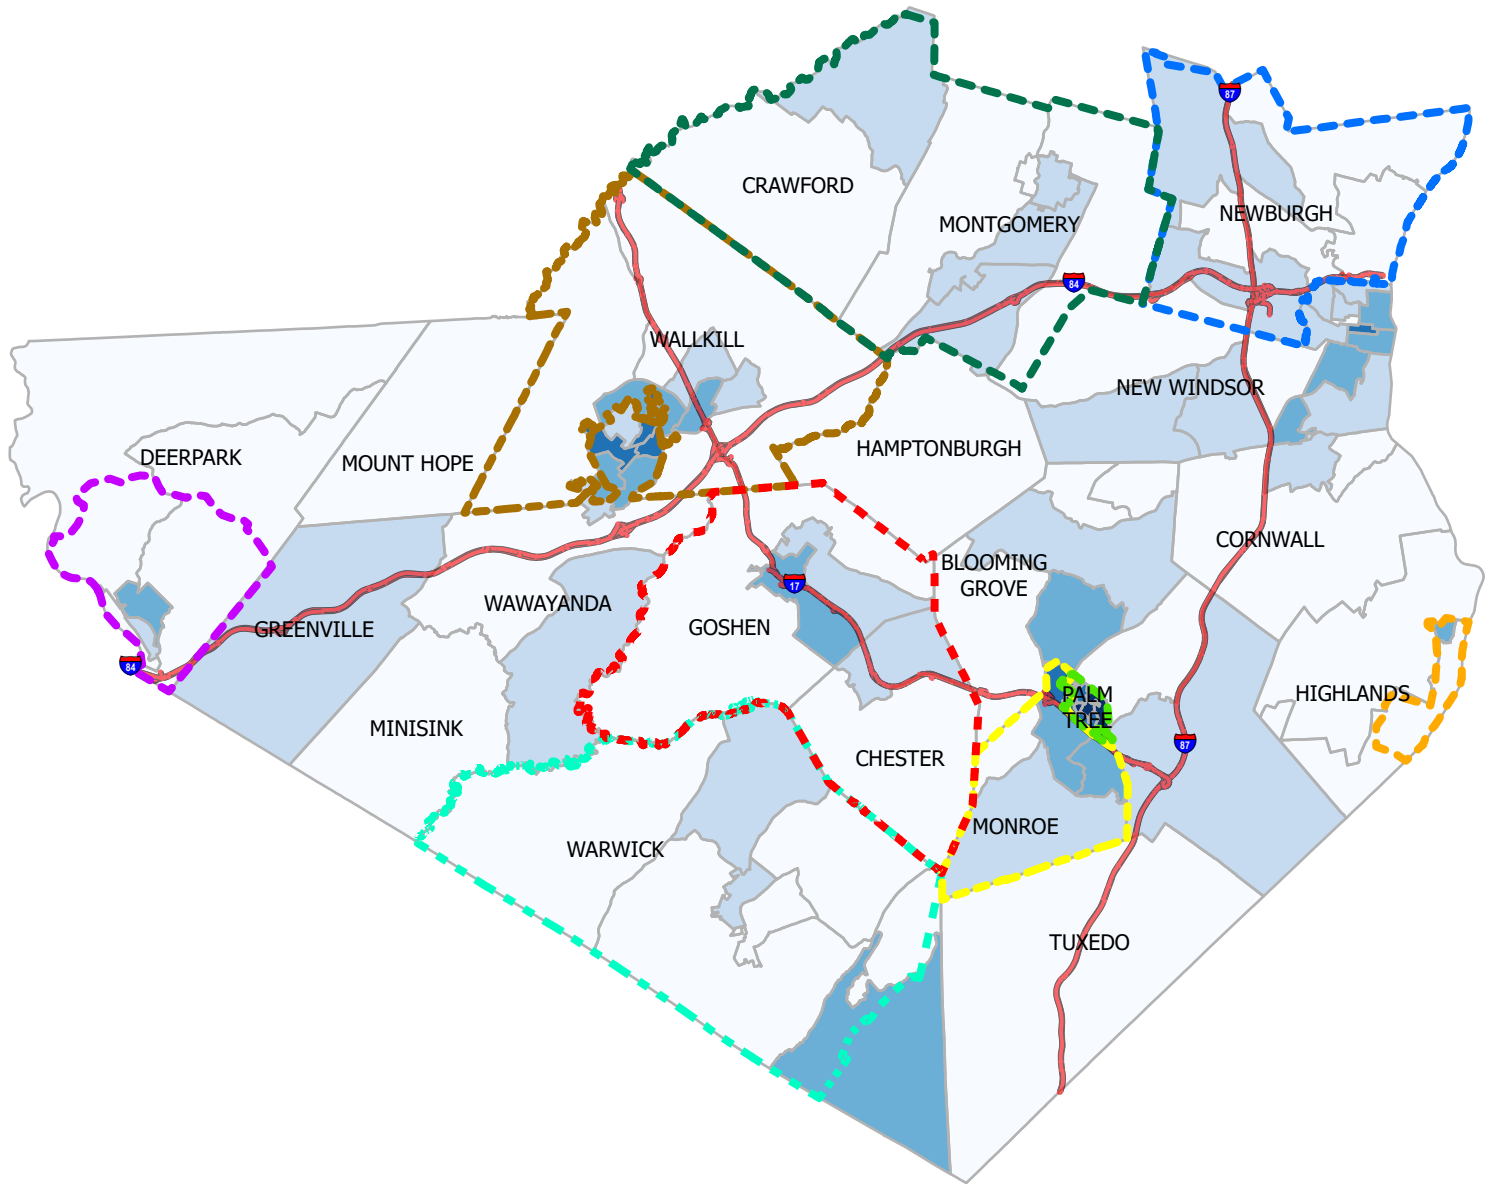 87
CRAWFORD
NEWBURGH
MONTGOMERY
84
WALLKILL
NEW WINDSOR
HAMPTONBURGH
DEERPARK
MOUNT HOPE
CORNWALL
BLOOMING
GROVE
17
WAWAYANDA
GOSHEN
GREENVILLE
84
HIGHLANDS
PALM
TREE
MINISINK
87
CHESTER
MONROE
WARWICK
TUXEDO